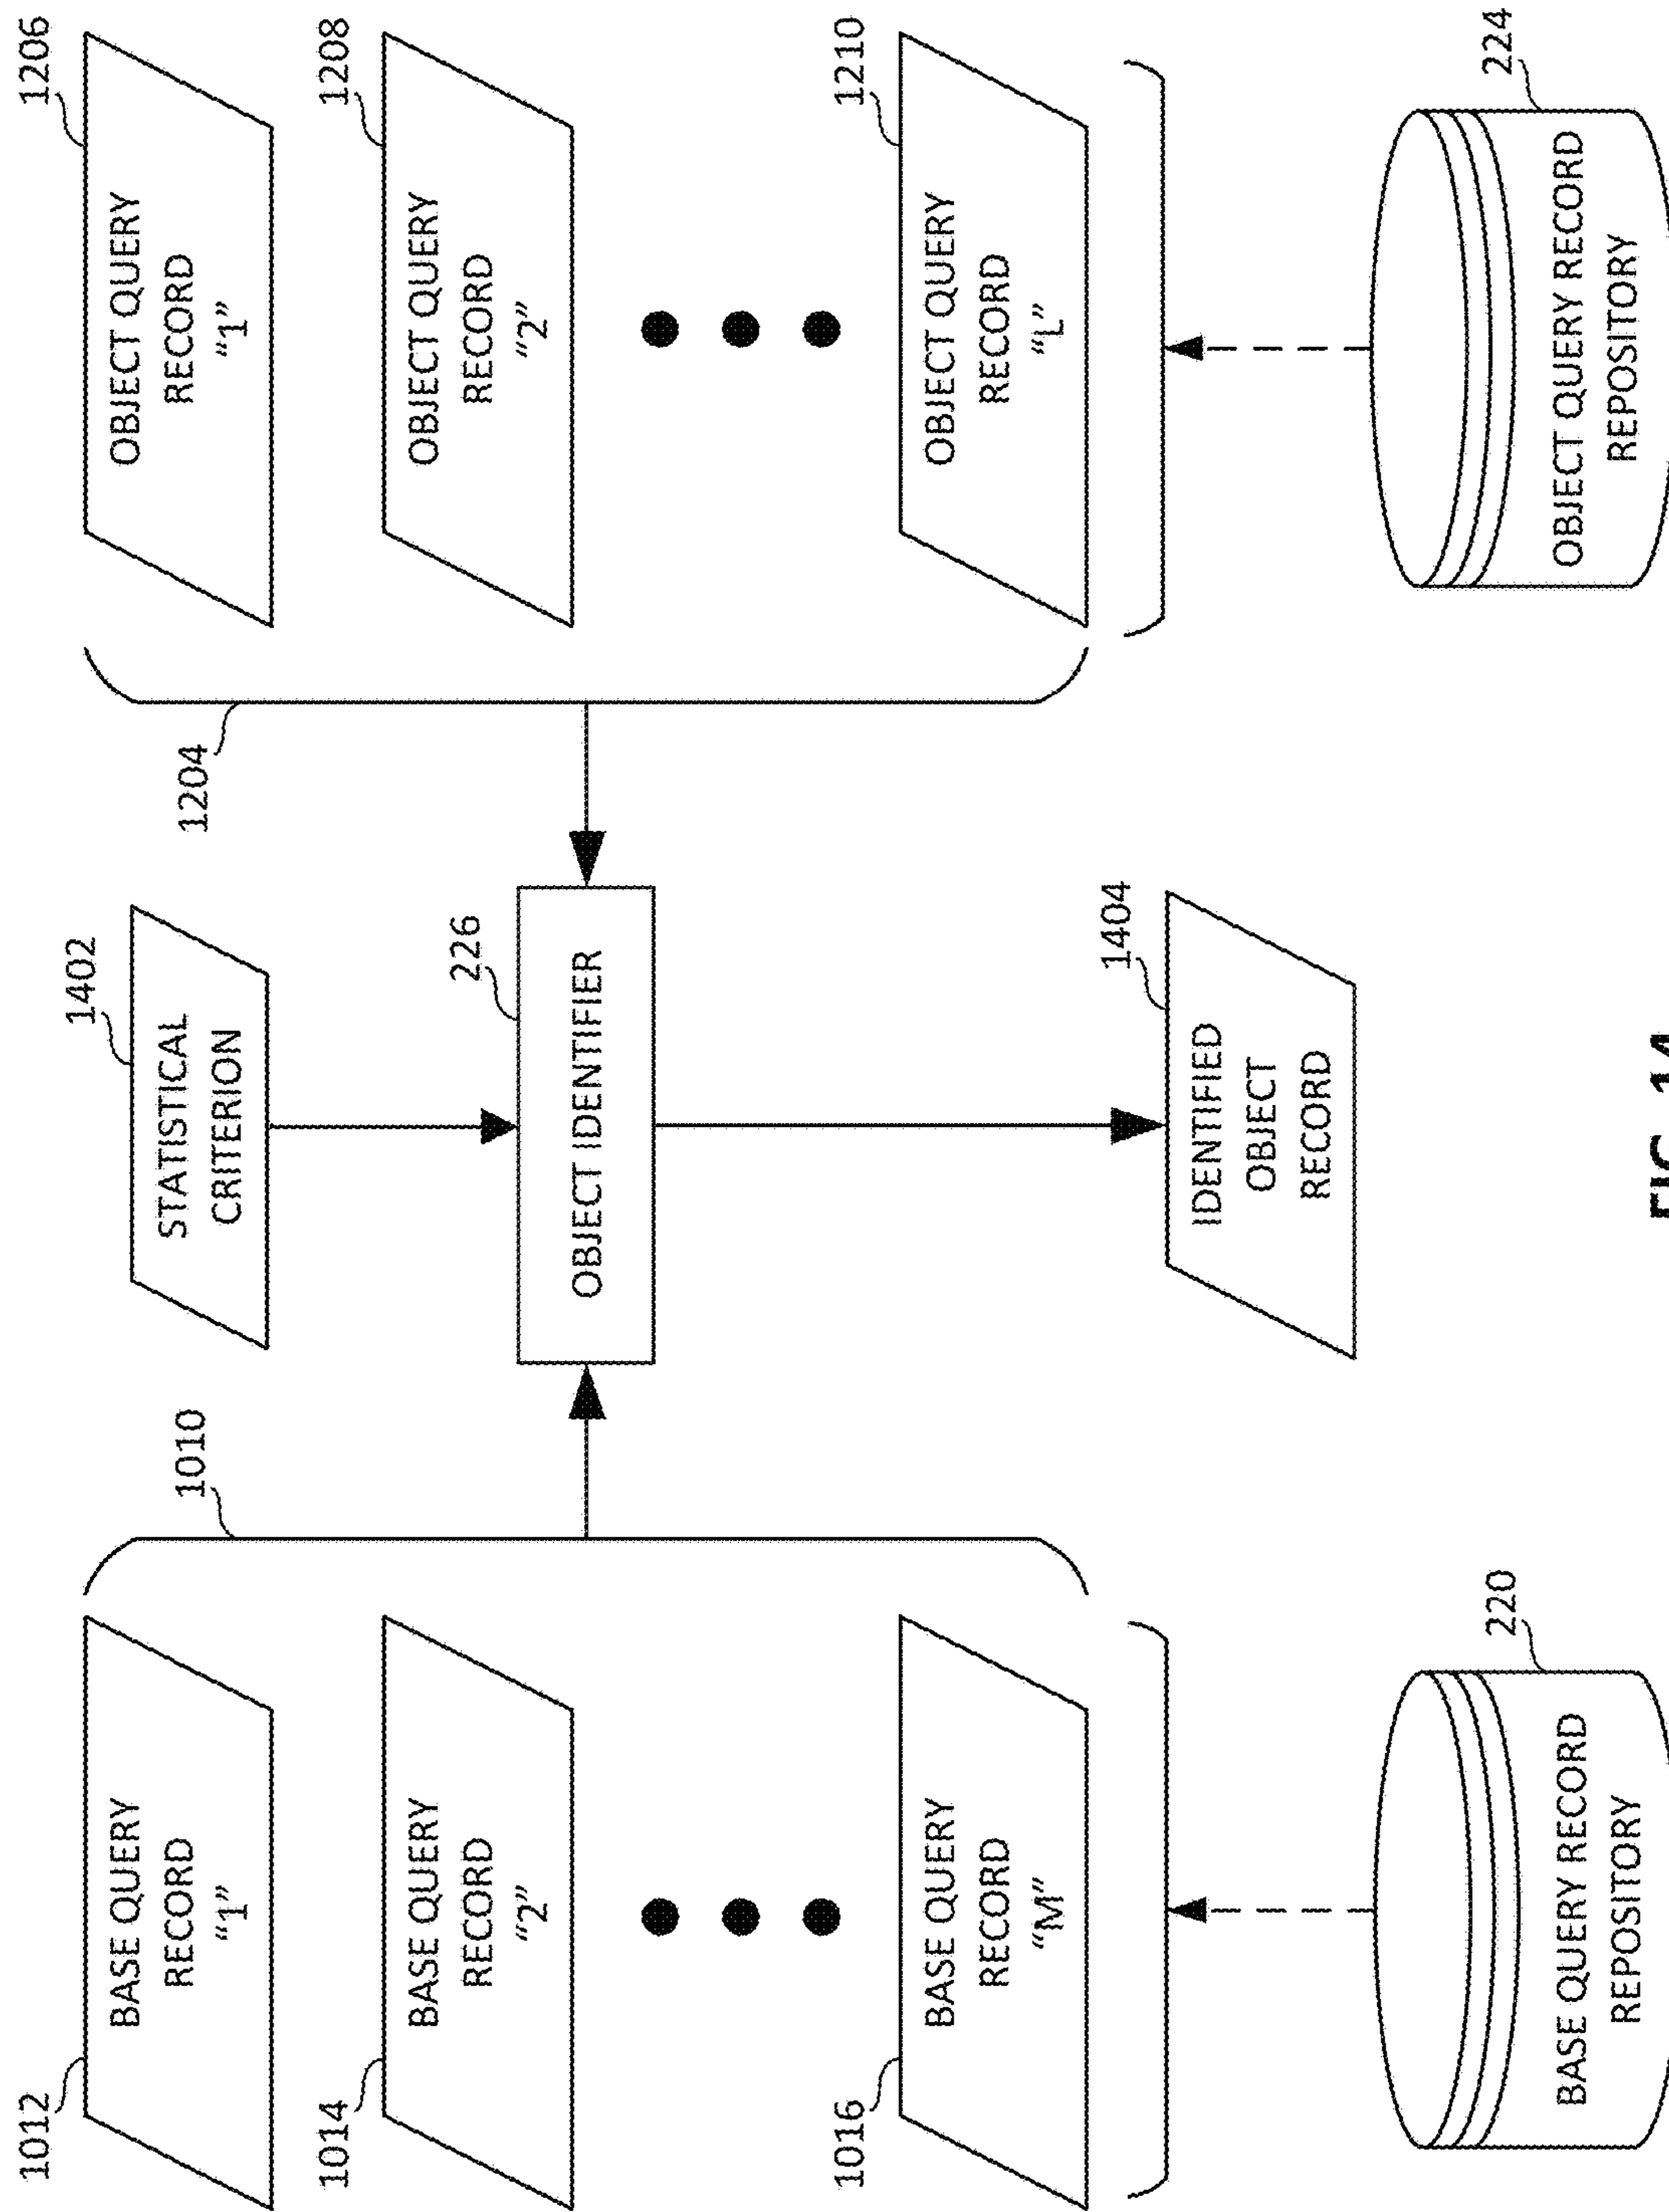 1012
BASE QUERY
RECORD
“1”
1014
BASE QUERY
RECORD
“2”
1016
BASE QUERY
RECORD
“M”
220
BASE QUERY RECORD
REPOSITORY
1010
1402
STATISTICAL
CRITERION
226
OBJECT IDENTIFIER
1404
IDENTIFIED
OBJECT
RECORD
1204
1206
OBJECT QUERY
RECORD
“1”
1208
OBJECT QUERY
RECORD
“2”
1210
OBJECT QUERY
RECORD
“L”
224
OBJECT QUERY RECORD
REPOSITORY
FIG. 14